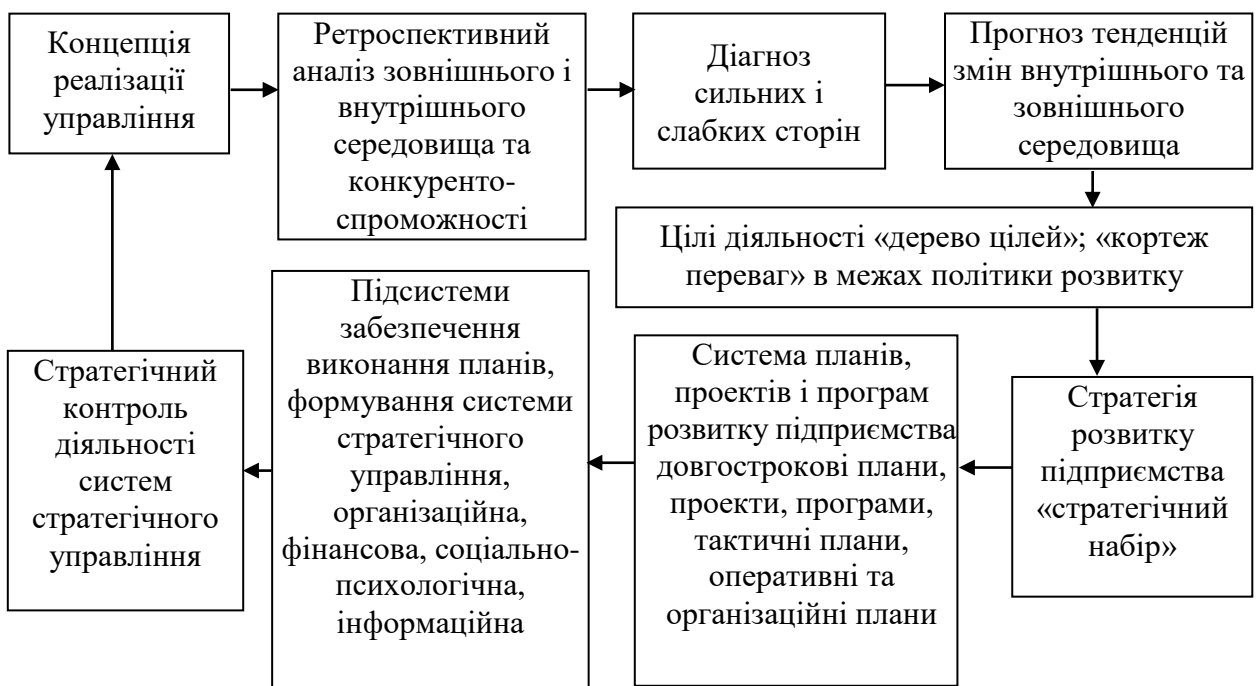 Концепція
реалізації
управління
Ретроспективний
аналіз зовнішнього і
внутрішнього
середовища та
конкуренто-
спроможності
Діагноз
сильних і
слабких сторін
Прогноз тенденцій
змін внутрішнього та
зовнішнього
середовища
Цілі діяльності «дерево цілей»; «кортеж
переваг» в межах політики розвитку
Стратегія
розвитку
підприємства
«стратегічний
набір»
Система планів,
проектів і програм
розвитку підприємства
довгострокові плани,
проекти, програми,
тактичні плани,
оперативні та
організаційні плани
Підсистеми
забезпечення
виконання планів,
формування системи
стратегічного
управління,
організаційна,
фінансова, соціально-
психологічна,
інформаційна
Стратегічний
контроль
діяльності
систем
стратегічного
управління